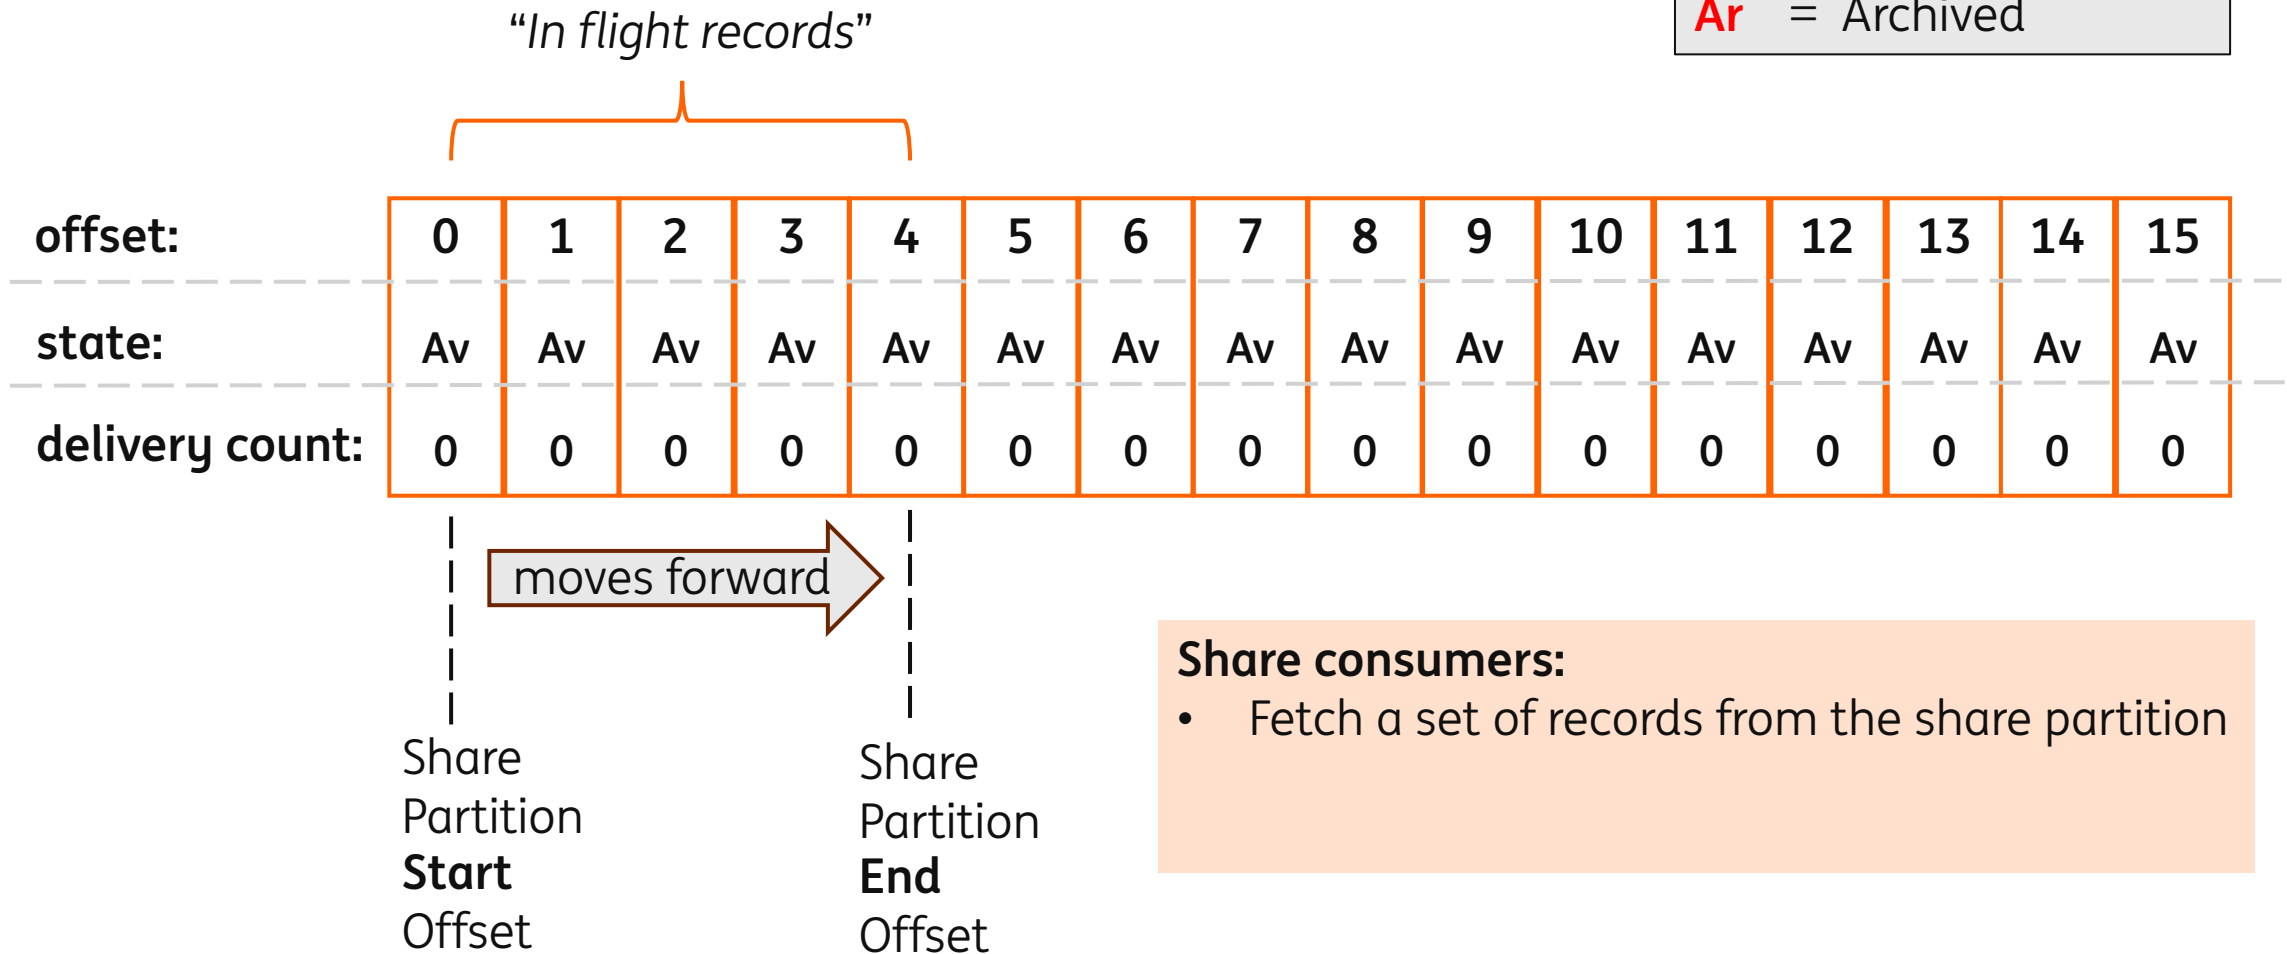 “In flight records”
Ar = Archived
offset: 0 1 2 3 4 5 6 7 8 9 10 11 12 13 14 15
state: Av Av Av Av Av Av Av Av Av Av Av Av Av Av Av Av
delivery count: 0 0 0 0 0 0 0 0 0 0 0 0 0 0 0 0
moves forward
Share
Partition
Start
Offset
Share
Partition
End
Offset
Share consumers:
• Fetch a set of records from the share partition